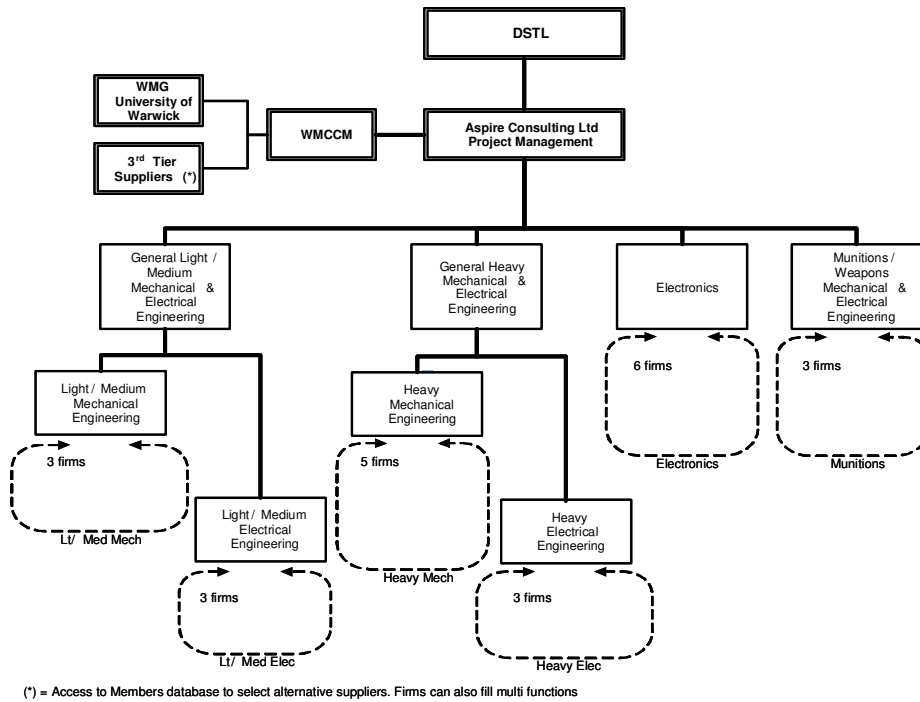 DSTL
WMG
University of
Warwick
3rd Tier
Suppliers (*)
WMCCM
Aspire Consulting Ltd
Project Management
General Light /
Medium
Mechanical &
Electrical
Engineering
General Heavy
Mechanical &
Electrical
Engineering
Electronics
Munitions /
Weapons
Mechanical &
Electrical
Engineering
Light / Medium
Mechanical
Engineering
3 firms
Lt/ Med Mech
Light / Medium
Electrical
Engineering
3 firms
Lt/ Med Elec
Heavy
Mechanical
Engineering
5 firms
Heavy Mech
Heavy
Electrical
Engineering
3 firms
Heavy Elec
6 firms
Electronics
3 firms
Munitions
(*) = Access to Members database to select alternative suppliers. Firms can also fill multi functions